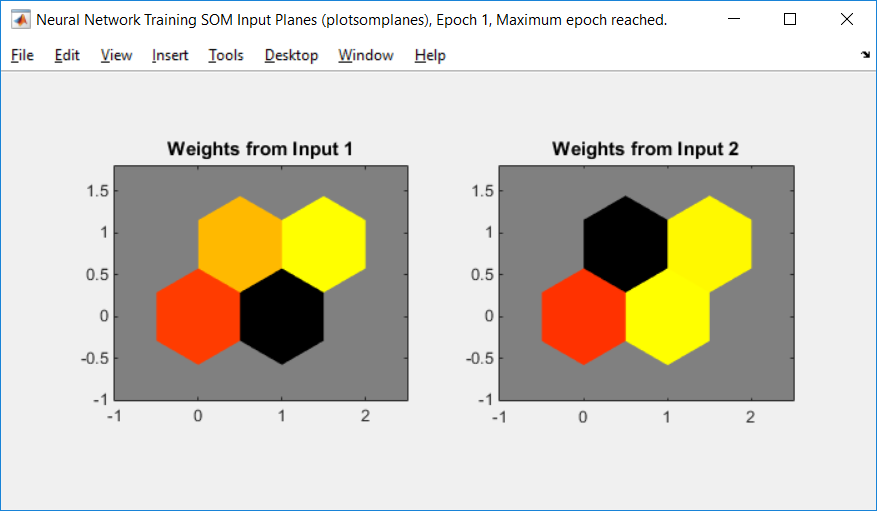 Neural Network Training SOM Input Planes (plotsomplanes), Epoch 1, Maximum epoch reached.
File Edit View Insert Tools Desktop Window Help
Weights from Input 1
1.5
1
0.5
0
-0.5
-1
-1 0 1 2
Weights from Input 2
1.5
1
0.5
0
-0.5
-1
-1 0 1 2